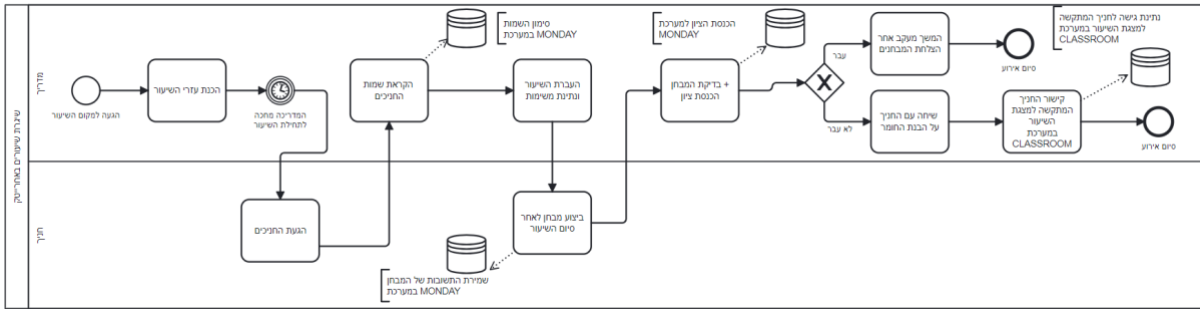 שיגרת שיעורים באחרייטק
מדריך
חניך
הגעה למקום השיעור
הכנת עזרי השיעור
המדריכה מחכה
לתחילת השיעור
הגעת החניכים
הקראת שמות
החניכים
סימון השמות
במערכת MONDAY
העברת השיעור
ונתינת משימות
ביצוע מבחן לאחר
סיום השיעור
שמירת התשובות של המבחן
במערכת MONDAY
בדיקת המבחן +
הכנסת ציון
הכנסת הציון למערכת
MONDAY
עבר
לא עבר
המשך מעקב אחר
הצלחת המבחנים
סיום אירוע
שיחה עם החניך
על הבנת החומר
קישור החניך
המתקשה למצגת
השיעור
במערכת
CLASSROOM
נתינת גישה לחניך המתקשה
למצגת השיעור במערכת
CLASSROOM
סיום אירוע